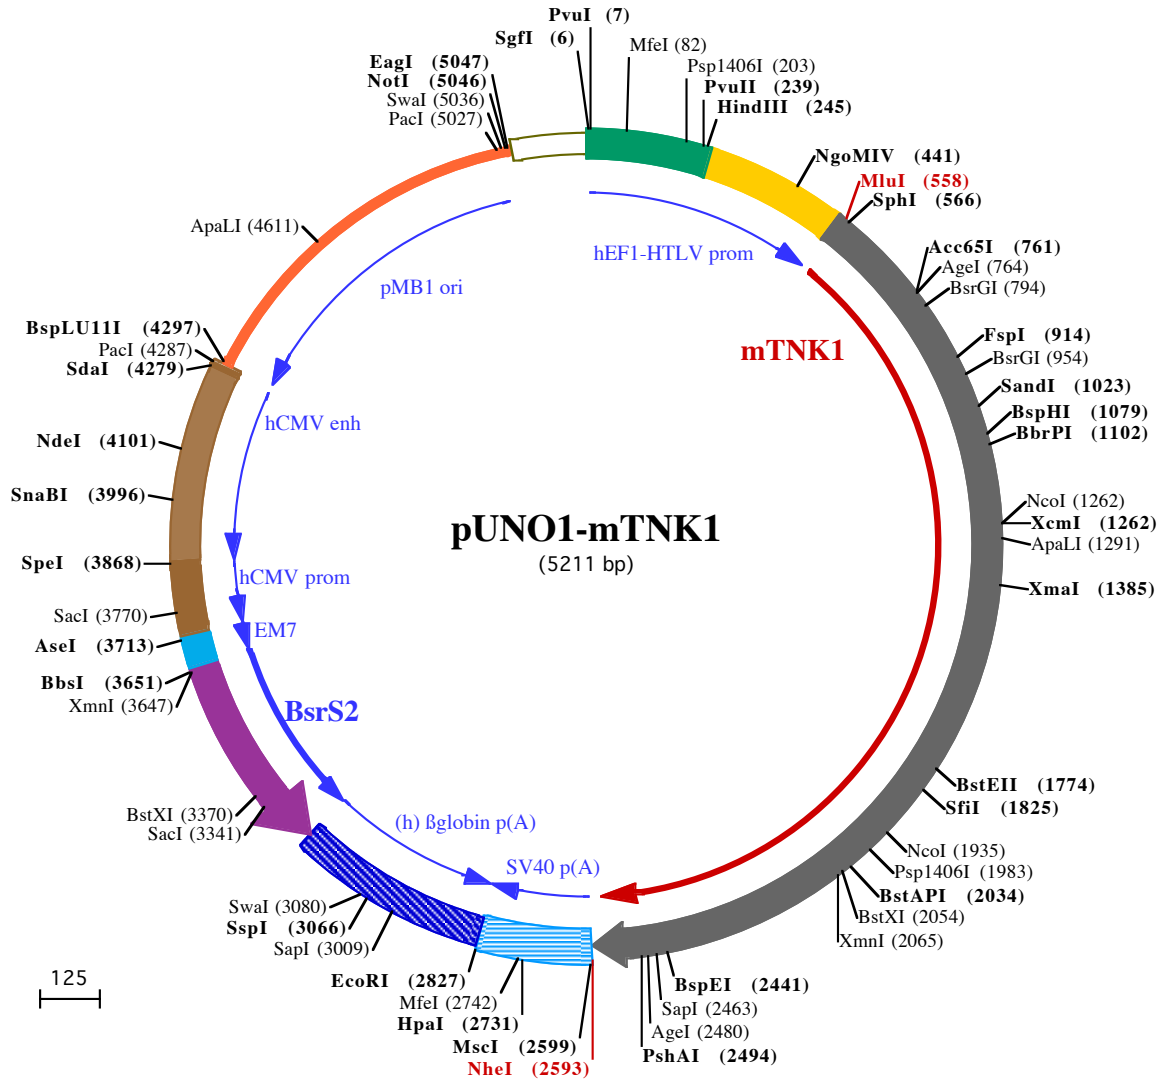 PvuI (7)
SgfI (6)
MfeI (82)
Psp1406I (203)
PvuII (239)
HindIII (245)
EagI (5047)
NotI (5046)
SwaI (5036)
PacI (5027)
NgoMIV (441)
MluI (558)
SphI (566)
ApaLI (4611)
hEF1-HTLV prom
Acc65I (761)
AgeI (764)
BsrGI (794)
pMB1 ori
BspLU11I (4297)
PacI (4287)
SdaI (4279)
FspI (914)
BsrGI (954)
mTNK1
SandI (1023)
BspHI (1079)
BbrPI (1102)
hCMV enh
NdeI (4101)
SnaBI (3996)
NcoI (1262)
XcmI (1262)
ApaLI (1291)
pUNO1-mTNK1
(5211 bp)
SpeI (3868)
hCMV prom
XmaI (1385)
SacI (3770)
EM7
AseI (3713)
BbsI (3651)
XmnI (3647)
BsrS2
BstEII (1774)
SfiI (1825)
BstXI (3370)
SacI (3341)
(h) ßglobin p(A)
NcoI (1935)
Psp1406I (1983)
SV40 p(A)
BstAPI (2034)
BstXI (2054)
XmnI (2065)
SwaI (3080)
SspI (3066)
SapI (3009)
EcoRI (2827)
MfeI (2742)
HpaI (2731)
MscI (2599)
NheI (2593)
BspEI (2441)
SapI (2463)
AgeI (2480)
PshAI (2494)
125